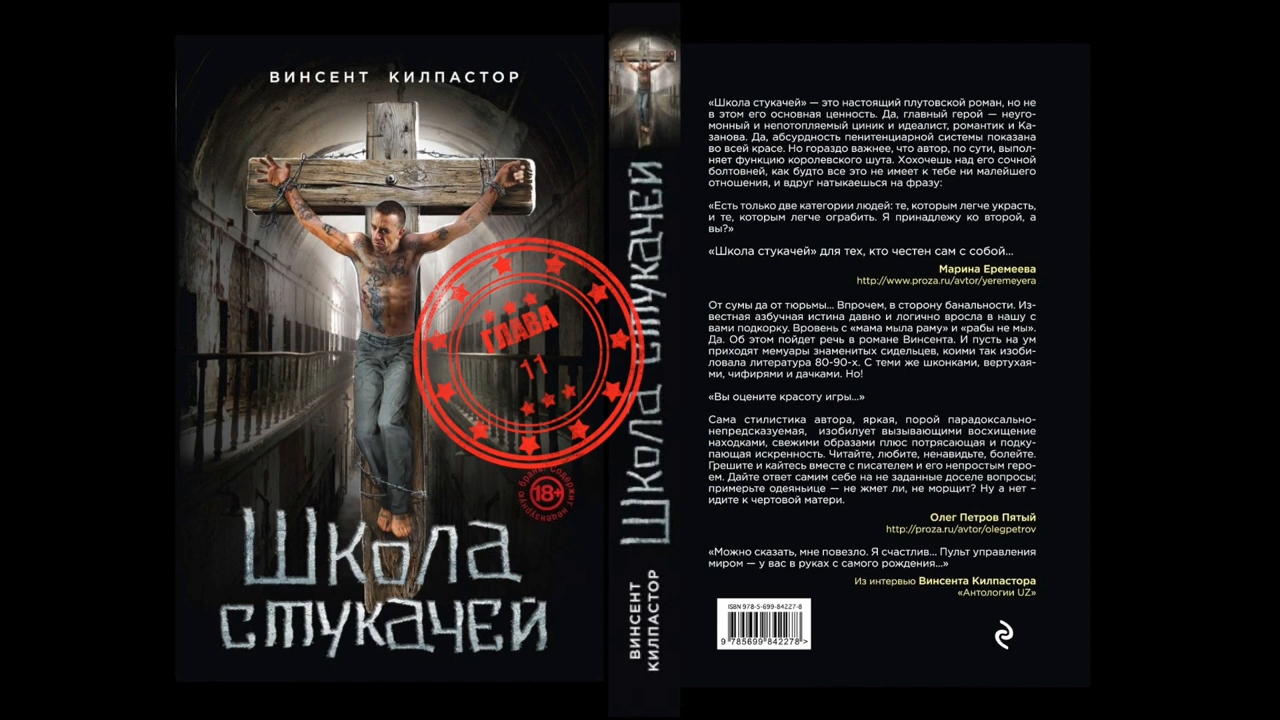 ВИНСЕНТ КИЛПАСТОР
ГЛАВА
11
18+
содержит нецензурную брань.
Школа
стукачей
Школа стукачей
ВИНСЕНТ
КИЛПАСТОР
«Школа стукачей» — это настоящий плутовской роман, но не
в этом его основная ценность. Да, главный герой — неуго-
монный и непотопляемый циник и идеалист, романтик и Ка-
занова. Да, абсурдность пенитенциарной системы показана
во всей красе. Но гораздо важнее, что автор, по сути, выпол-
няет функцию королевского шута. Хохочешь над его сочной
болтовней, как будто все это не имеет к тебе ни малейшего
отношения, и вдруг натыкаешься на фразу:
«Есть только две категории людей: те, которым легче украсть,
и те, которым легче ограбить. Я принадлежу ко второй, а
вы?»
«Школа стукачей» для тех, кто честен сам с собой...
Марина Еремеева
http://www.proza.ru/avtor/yeremeyera
От сумы да от тюрьмы... Впрочем, в сторону банальности. Из-
вестная азбучная истина давно и логично вросла в нашу с
вами подкорку. Вровень с «мама мыла раму» и «рабы не мы».
Да. Об этом пойдет речь в романе Винсента. И пусть на ум
приходят мемуары знаменитых сидельцев, коими так изоби-
ловала литература 80-90-х. С теми же шконками, вертухая-
ми, чифирями и дачками. Но!
«Вы оцените красоту игры...»
Сама стилистика автора, яркая, порой парадоксально-
непредсказуемая, изобилует вызывающими восхищение
находками, свежими образами плюс потрясающая и подку-
пающая искренность. Читайте, любите, ненавидьте, болейте.
Грешите и кайтесь вместе с писателем и его непростым геро-
ем. Дайте ответ самим себе на не заданные доселе вопросы;
примерьте одеяньице — не жмет ли, не морщит? Ну а нет –
идите к чертовой матери.
Олег Петров Пятый
http://proza.ru/avtor/olegpetrov
«Можно сказать, мне повезло. Я счастлив... Пульт управления
миром — у вас в руках с самого рождения...»
Из интервью Винсента Килпастора
«Антологии UZ»
ISBN 978-5-699-84227-8
9 785699 842278 >